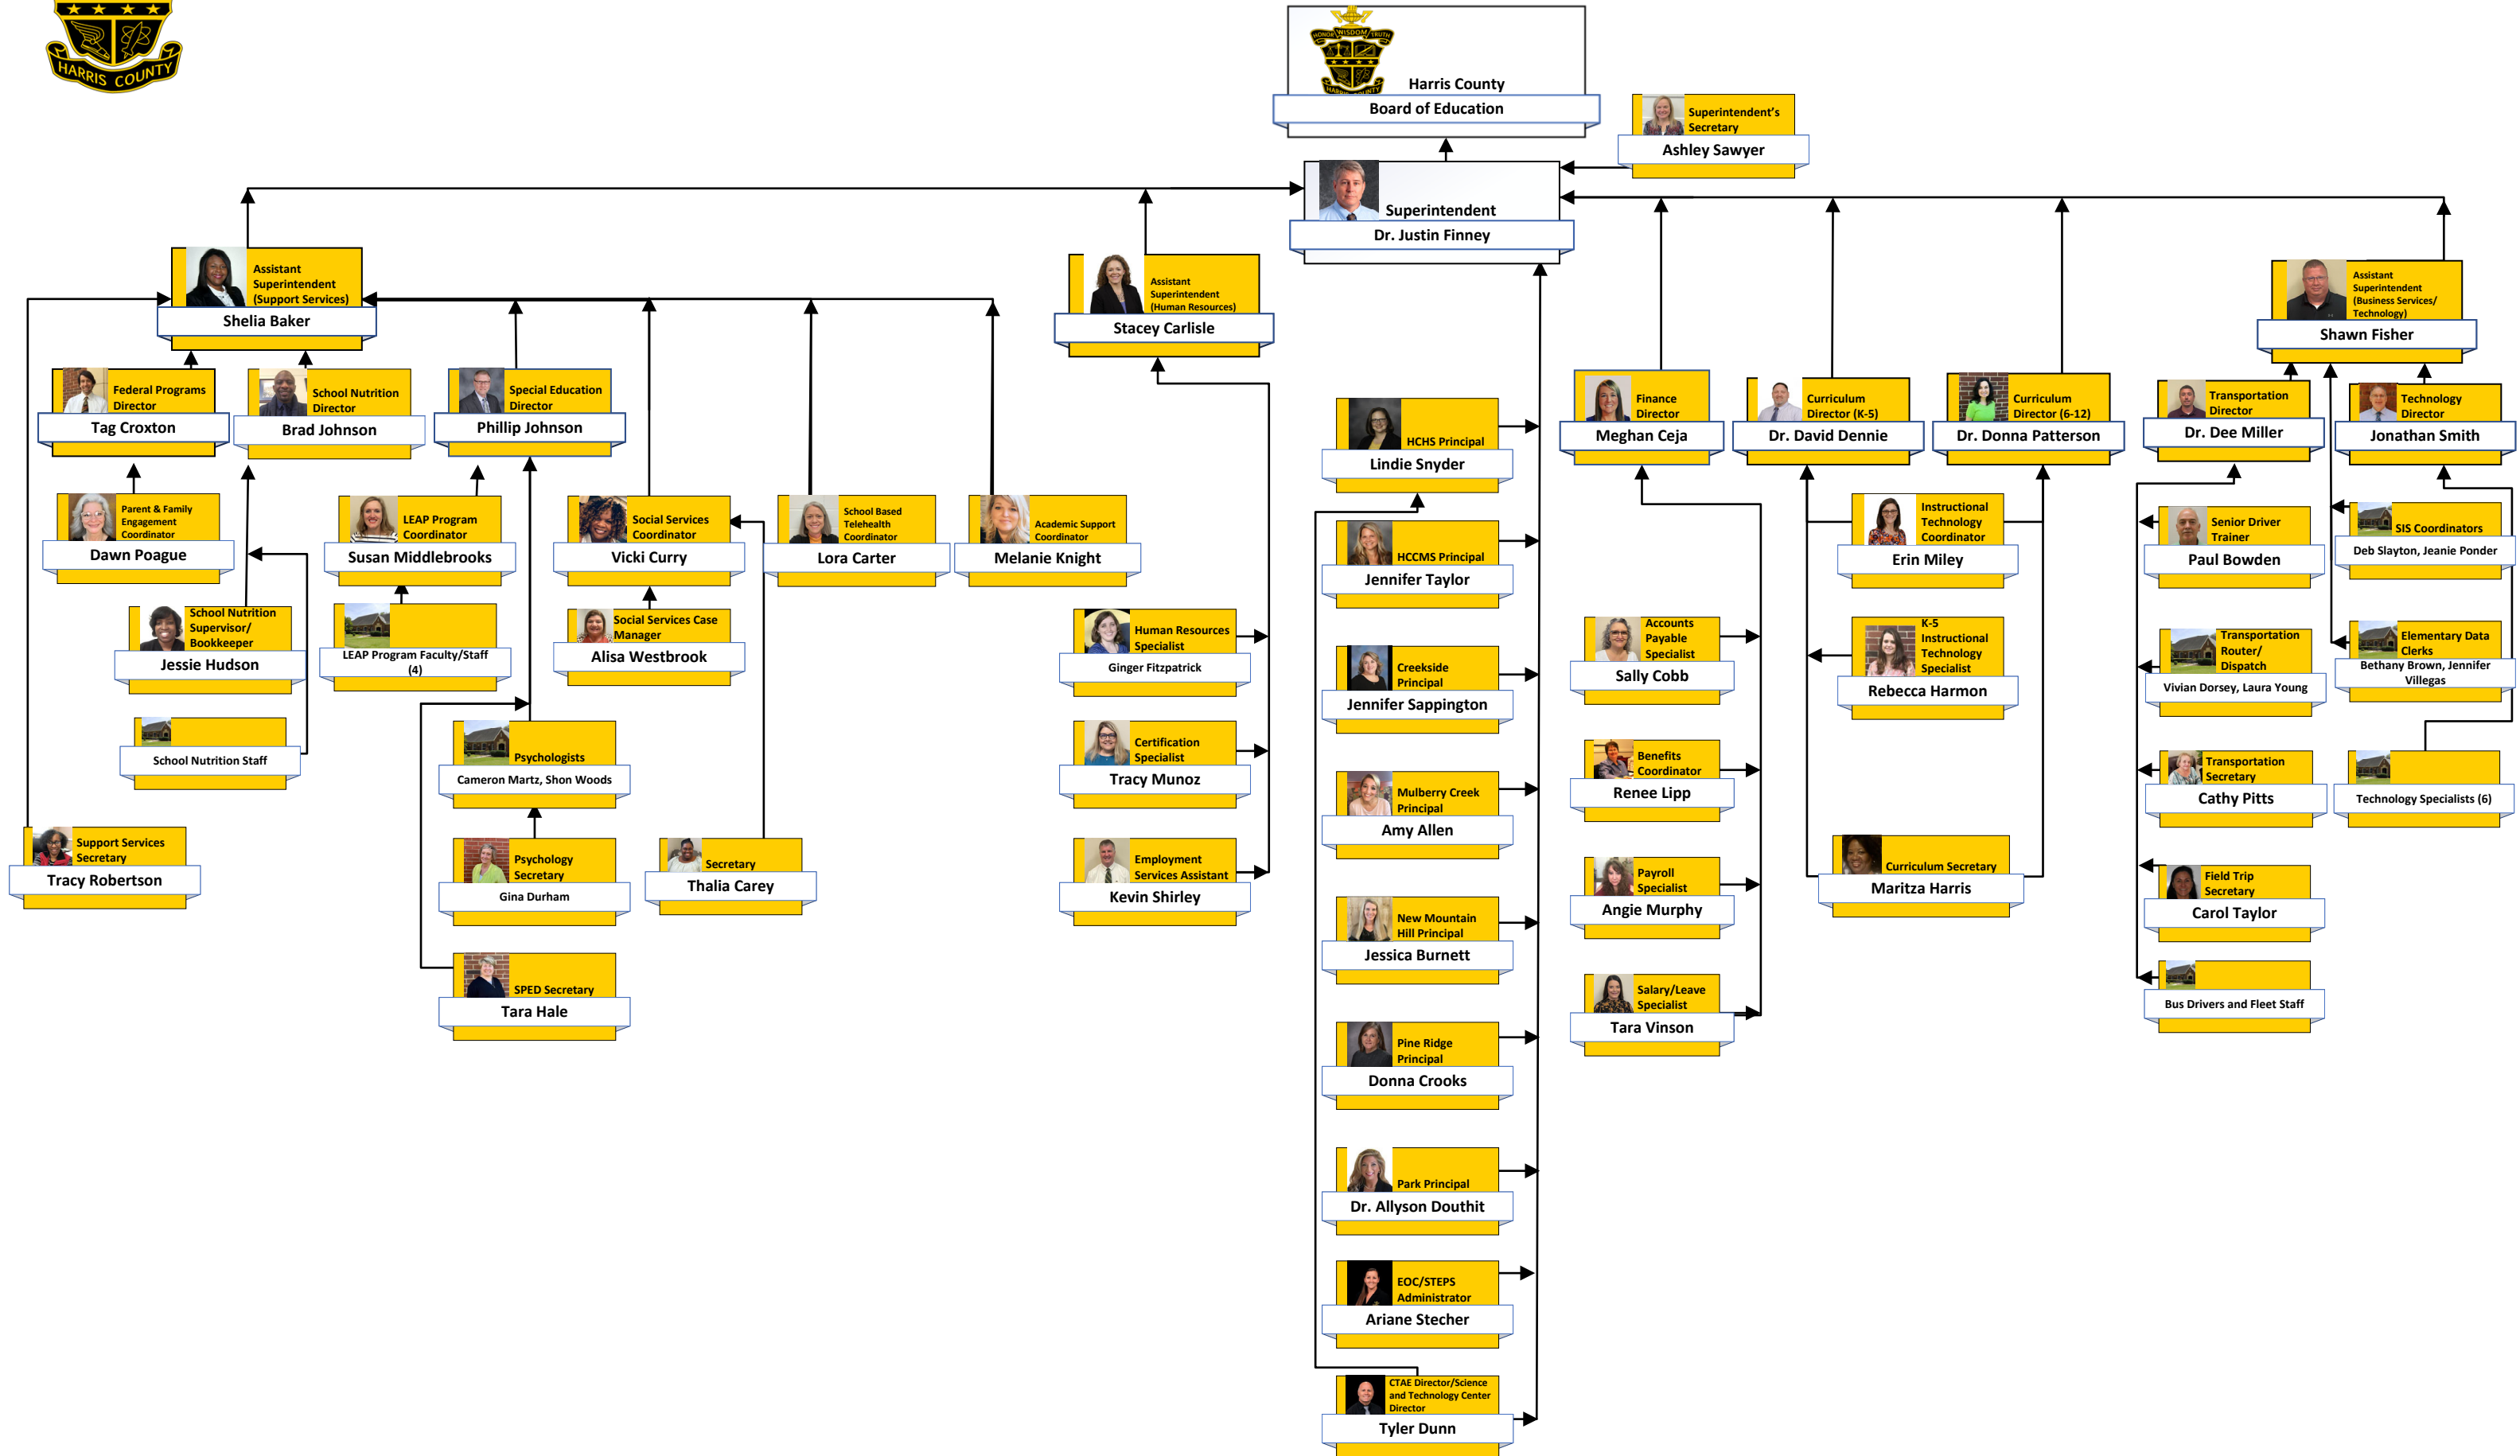 HARRIS COUNTY
HONOR WISDOM TRUTH
HARRIS COUNTY
Harris County
Board of Education
Superintendent's
Secretary
Ashley Sawyer
Superintendent
Dr. Justin Finney
Assistant
Superintendent
(Support Services)
Shelia Baker
Assistant
Superintendent
(Human Resources)
Stacey Carlisle
Assistant
Superintendent
(Business Services/
Technology)
Shawn Fisher
Federal Programs
Director
Tag Croxton
School Nutrition
Director
Brad Johnson
Special Education
Director
Phillip Johnson
HCHS Principal
Lindie Snyder
Finance
Director
Meghan Ceja
Curriculum
Director (K-5)
Dr. David Dennie
Curriculum
Director (6-12)
Dr. Donna Patterson
Transportation
Director
Dr. Dee Miller
Technology
Director
Jonathan Smith
Parent & Family
Engagement
Coordinator
Dawn Poague
LEAP Program
Coordinator
Susan Middlebrooks
Social Services
Coordinator
Vicki Curry
School Based
Telehealth
Coordinator
Lora Carter
Academic Support
Coordinator
Melanie Knight
HCCMS Principal
Jennifer Taylor
Instructional
Technology
Coordinator
Erin Miley
Senior Driver
Trainer
Paul Bowden
SIS Coordinators
Deb Slayton, Jeanie Ponder
School Nutrition
Supervisor/
Bookkeeper
Jessie Hudson
LEAP Program Faculty/Staff
(4)
Social Services Case
Manager
Alisa Westbrook
Human Resources
Specialist
Ginger Fitzpatrick
Creekside
Principal
Jennifer Sappington
Accounts
Payable
Specialist
Sally Cobb
K-5
Instructional
Technology
Specialist
Rebecca Harmon
Transportation
Router/
Dispatch
Vivian Dorsey, Laura Young
Elementary Data
Clerks
Bethany Brown, Jennifer
Villegas
School Nutrition Staff
Psychologists
Cameron Martz, Shon Woods
Certification
Specialist
Tracy Munoz
Mulberry Creek
Principal
Amy Allen
Benefits
Coordinator
Renee Lipp
Transportation
Secretary
Cathy Pitts
Technology Specialists (6)
Support Services
Secretary
Tracy Robertson
Psychology
Secretary
Gina Durham
Secretary
Thalia Carey
Employment
Services Assistant
Kevin Shirley
New Mountain
Hill Principal
Jessica Burnett
Payroll
Specialist
Angie Murphy
Curriculum Secretary
Maritza Harris
Field Trip
Secretary
Carol Taylor
SPED Secretary
Tara Hale
Pine Ridge
Principal
Donna Crooks
Salary/Leave
Specialist
Tara Vinson
Bus Drivers and Fleet Staff
Park Principal
Dr. Allyson Douthit
EOC/STEPS
Administrator
Ariane Stecher
CTAE Director/Science
and Technology Center
Director
Tyler Dunn